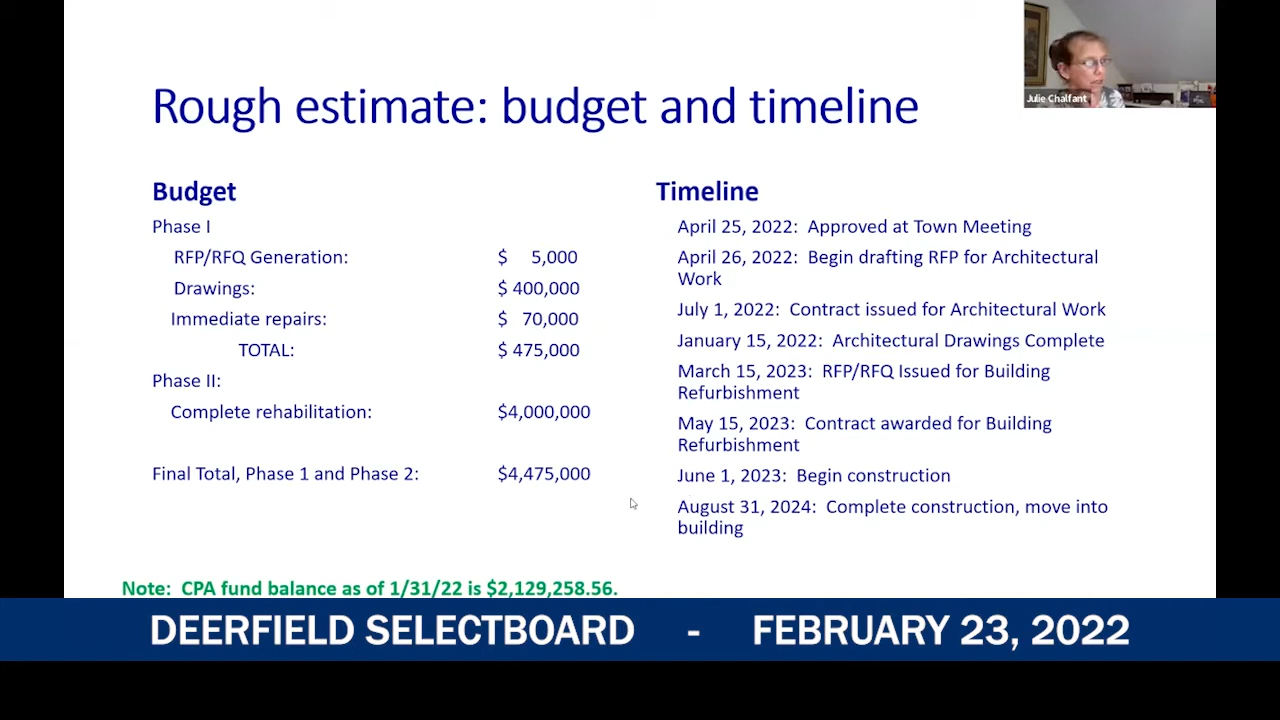 Julie Chalfant
Rough estimate: budget and timeline
Budget
Phase I
RFP/RFQ Generation: $ 5,000
Drawings: $ 400,000
Immediate repairs: $ 70,000
TOTAL: $ 475,000
Phase II:
Complete rehabilitation: $4,000,000
Final Total, Phase 1 and Phase 2: $4,475,000
Timeline
April 25, 2022: Approved at Town Meeting
April 26, 2022: Begin drafting RFP for Architectural
Work
July 1, 2022: Contract issued for Architectural Work
January 15, 2022: Architectural Drawings Complete
March 15, 2023: RFP/RFQ Issued for Building
Refurbishment
May 15, 2023: Contract awarded for Building
Refurbishment
June 1, 2023: Begin construction
August 31, 2024: Complete construction, move into
building
Note: CPA fund balance as of 1/31/22 is $2,129,258.56.
DEERFIELD SELECTBOARD - FEBRUARY 23, 2022